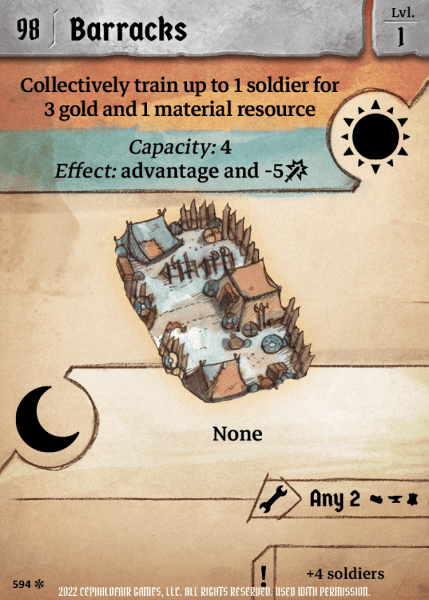 98 Barracks
Lvl.
1
Collectively train up to 1 soldier for
3 gold and 1 material resource
Capacity: 4
Effect: advantage and -5
None
Any 2
+4 soldiers
594
2022 CEPHALOFAIR GAMES, LLC. ALL RIGHTS RESERVED. USED WITH PERMISSION.